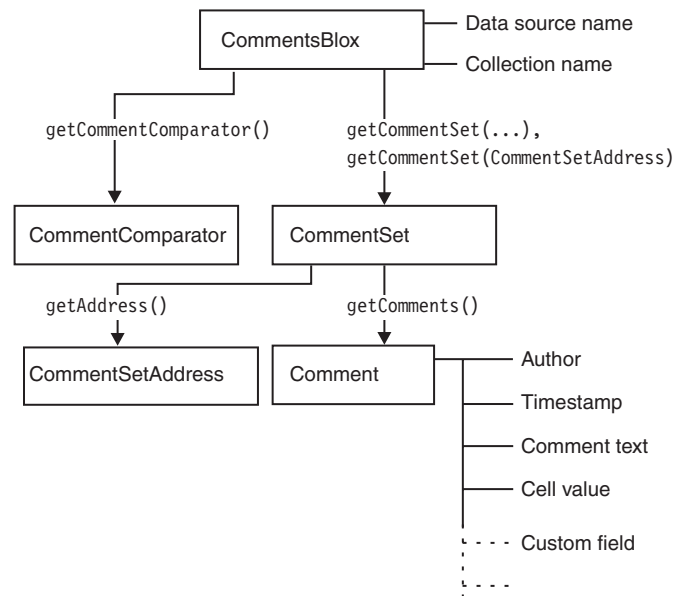 CommentsBlox
Data source name
Collection name
getCommentComparator()
getCommentSet(...),
getCommentSet(CommentSetAddress)
CommentComparator
CommentSet
getAddress()
getComments()
CommentSetAddress
Comment
Author
Timestamp
Comment text
Cell value
Custom field